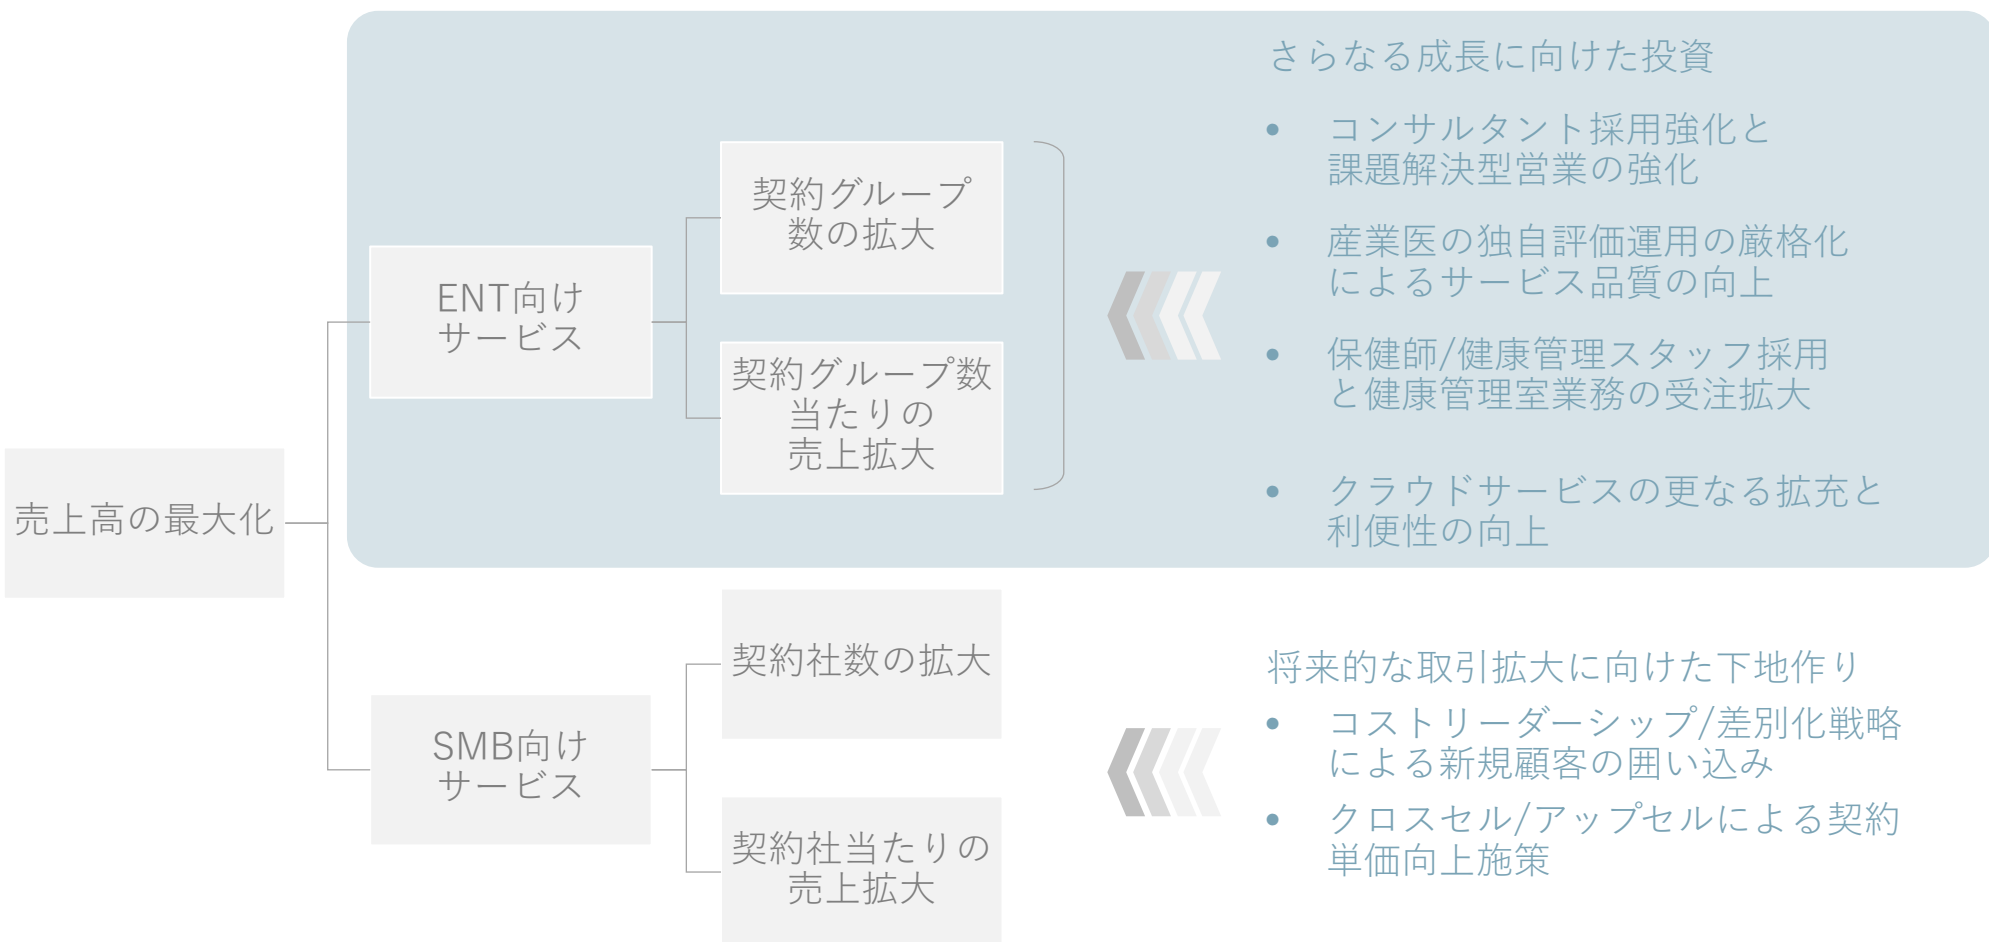 売上高の最大化
ENT向け
サービス
契約グループ
数の拡大
契約グループ数
当たりの
売上拡大
さらなる成長に向けた投資
• コンサルタント採用強化と
課題解決型営業の強化
• 産業医の独自評価運用の厳格化
によるサービス品質の向上
• 保健師/健康管理スタッフ採用
と健康管理室業務の受注拡大
• クラウドサービスの更なる拡充と
利便性の向上
SMB向け
サービス
契約社数の拡大
契約社当たりの
売上拡大
将来的な取引拡大に向けた下地作り
• コストリーダーシップ/差別化戦略
による新規顧客の囲い込み
• クロスセル/アップセルによる契約
単価向上施策